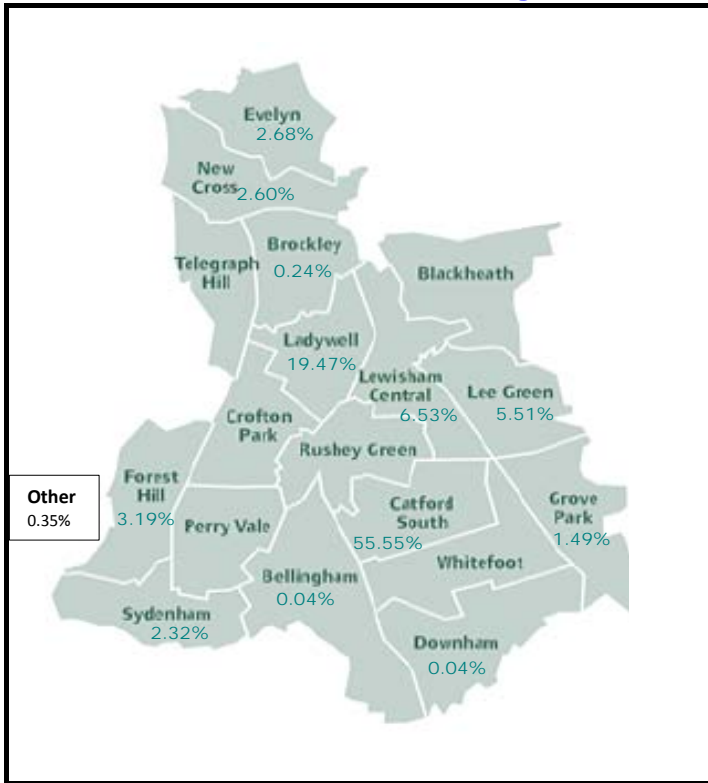 Evelyn
2.68%
New
Cross 2.60%
Brockley
0.24%
Telegraph
Hill
Blackheath
Ladywell
19.47%
Lewisham
Central
6.53%
Lee Green
5.51%
Crofton
Park
Rushey Green
Forest
Hill
3.19%
Other
0.35%
Perry Vale
Catford
South
55.55%
Grove
Park
1.49%
Whitefoot
Bellingham
0.04%
Sydenham
2.32%
Downham
0.04%